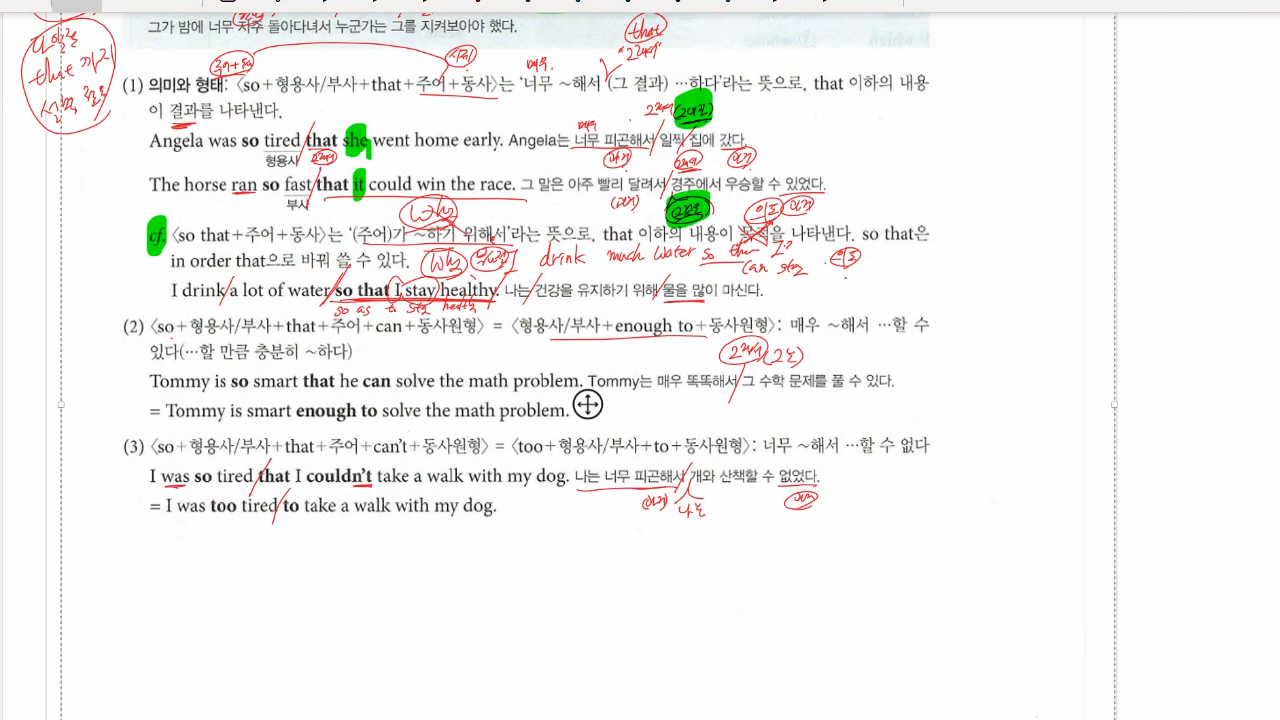 그가 밤에 너무 자주 돌아다녀서 누군가는 그를 지켜보아야 했다.
that
that 까지
(1) 의미와 형태: 〈so+형용사/부사+that+주어+동사〉는 '너무 ~해서 (그 결과) …하다'라는 뜻으로, that 이하의 내용
이 결과를 나타낸다.
Angela was so tired that she went home early. Angela는 너무 피곤해서 일찍 집에 갔다.
형용사
The horse ran so fast that it could win the race. 그 말은 아주 빨리 달려서 경주에서 우승할 수 있었다.
부사
Why
cf. 〈so that+주어+동사〉는 '(주어)가 ~하기 위해서'라는 뜻으로, that 이하의 내용이 목적을 나타낸다. so that은
in order that으로 바꿔 쓸 수 있다. Why drink much water so than I
can stay
I drink a lot of water so that I stay healthy. 나는 건강을 유지하기 위해 물을 많이 마신다.
so as to stay
(2) 〈so+형용사/부사+that+주어+can+동사원형〉 = 〈형용사/부사+enough to+동사원형〉: 매우 ~해서 …할 수
있다(…할 만큼 충분히 ~하다)
Tommy is so smart that he can solve the math problem. Tommy는 매우 똑똑해서 그 수학 문제를 풀 수 있다.
= Tommy is smart enough to solve the math problem.
(3) 〈so+형용사/부사+that+주어+can't+동사원형〉 = 〈too+형용사/부사+to+동사원형〉: 너무 ~해서 …할 수 없다
I was so tired that I couldn't take a walk with my dog. 나는 너무 피곤해서 개와 산책할 수 없었다.
나는
= I was too tired to take a walk with my dog.